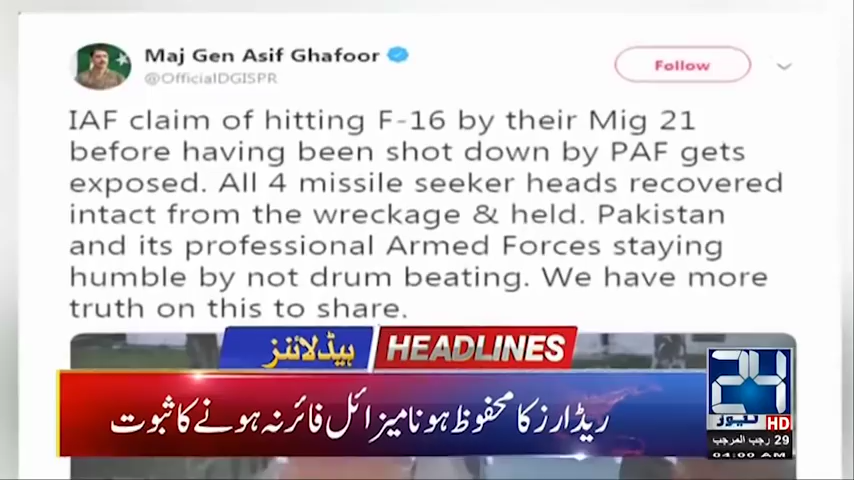 Maj Gen Asif Ghafoor
@OfficialDGISPR
Follow
IAF claim of hitting F-16 by their Mig 21
before having been shot down by PAF gets
exposed. All 4 missile seeker heads recovered
intact from the wreckage & held. Pakistan
and its professional Armed Forces staying
humble by not drum beating. We have more
truth on this to share.
ہیڈلائنز HEADLINES
ریڈارز کا محفوظ ہونا میزائل فائر نہ ہونے کا ثبوت
24
نیوز HD
29 رجب المرجب
04:00 AM